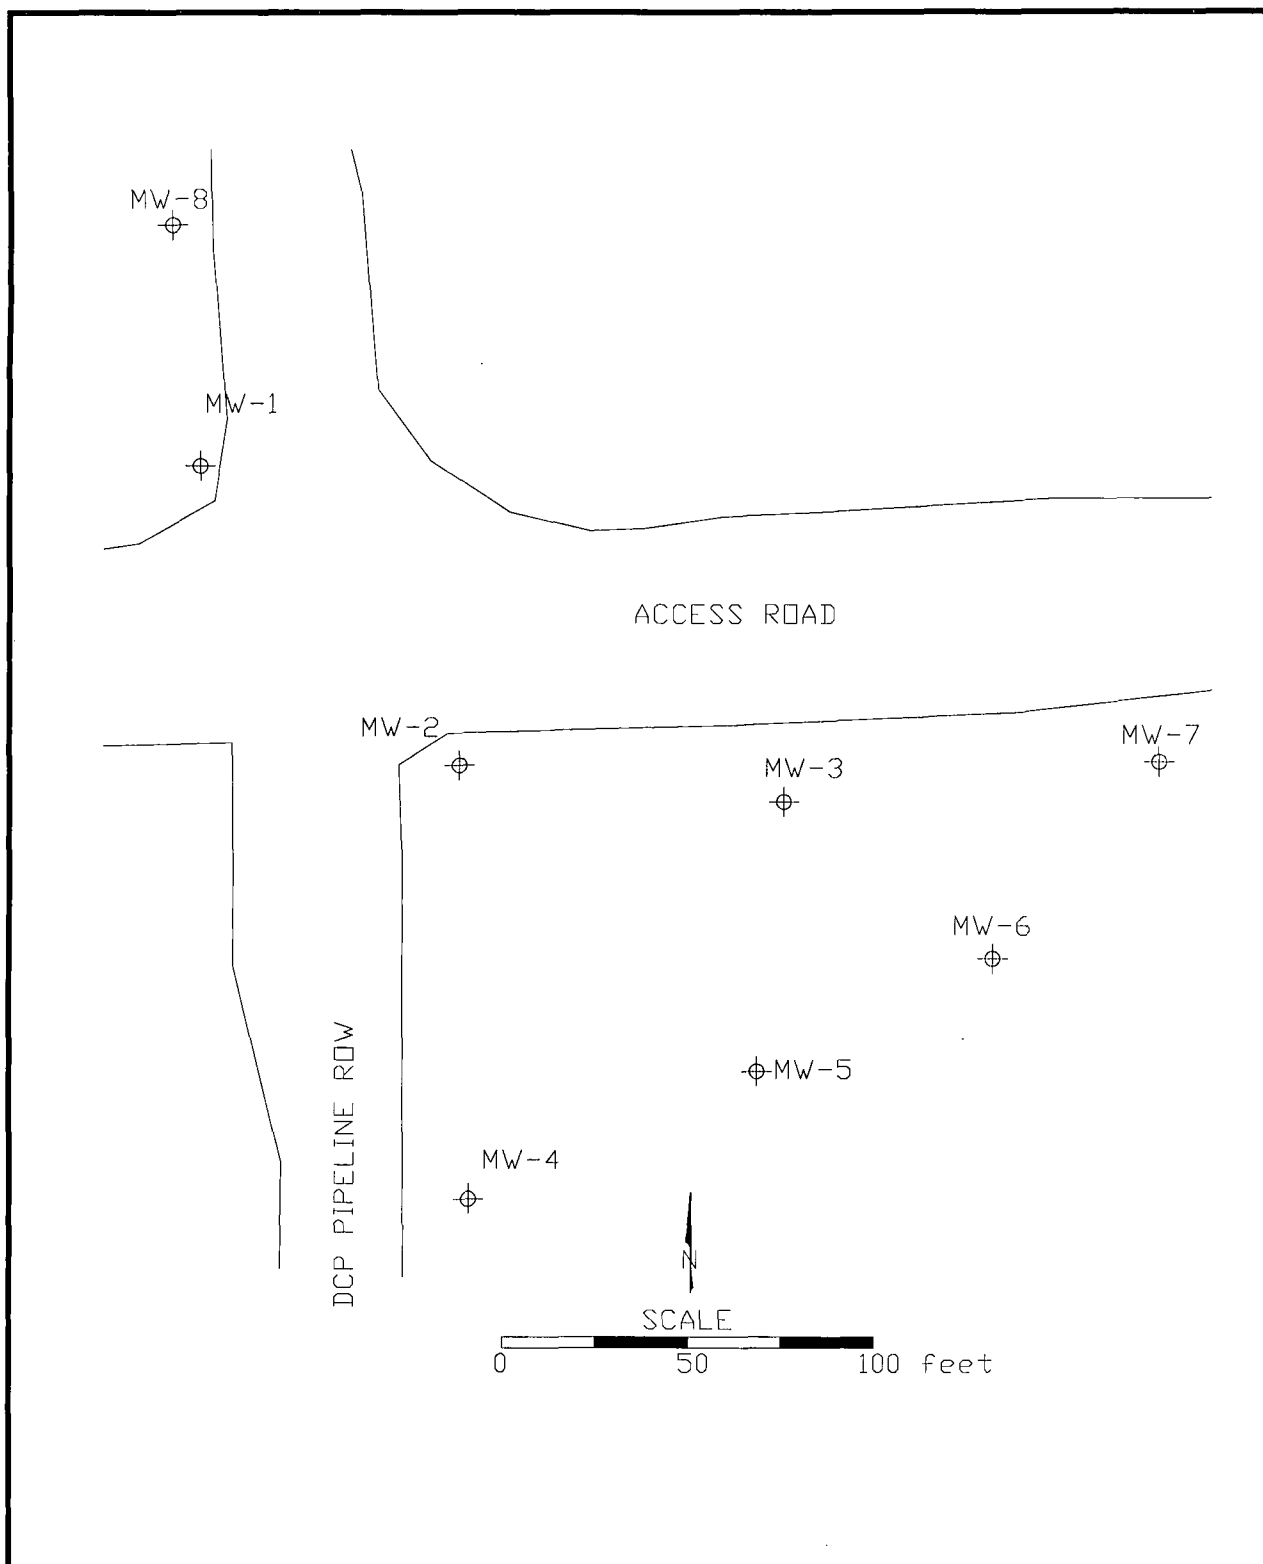 MW-8
MW-1
ACCESS ROAD
MW-2
MW-7
MW-3
MW-6
MW-5
MW-4
DCP PIPELINE ROW
N
SCALE
0 50 100 feet